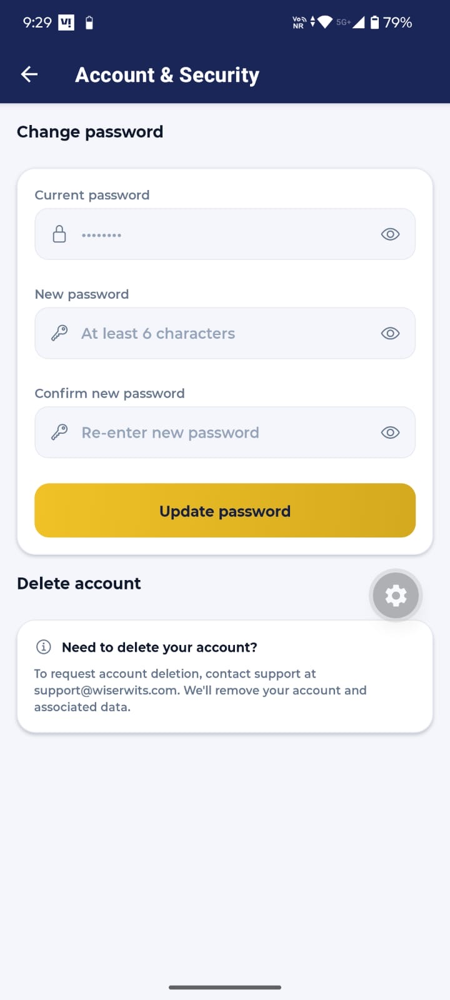 9:29 V! Vo NR 5G+ 79%
Account & Security
Change password
Current password
••••••••
New password
At least 6 characters
Confirm new password
Re-enter new password
Update password
Delete account
Need to delete your account?
To request account deletion, contact support at
support@wiserwits.com. We'll remove your account and
associated data.